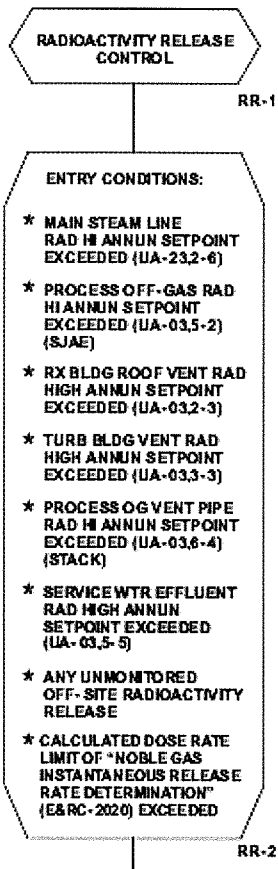 RADIOACTIVITY RELEASE
CONTROL
RR-1
ENTRY CONDITIONS:
* MAIN STEAM LINE
RAD HI ANNUN SETPOINT
EXCEEDED (UA-23,2-6)
* PROCESS OFF-GAS RAD
HI ANNUN SETPOINT
EXCEEDED (UA-03,5-2)
(SJAE)
* RX BLDG ROOF VENT RAD
HIGH ANNUN SETPOINT
EXCEEDED (UA-03,2-3)
* TURB BLDG VENT RAD
HIGH ANNUN SETPOINT
EXCEEDED (UA-03,3-3)
* PROCESS OG VENT PIPE
RAD HI ANNUN SETPOINT
EXCEEDED (UA-03,6-4)
(STACK)
* SERVICE WTR EFFLUENT
RAD HIGH ANNUN
SETPOINT EXCEEDED
(UA-03,5-5)
* ANY UNMONITORED
OFF-SITE RADIOACTIVITY
RELEASE
* CALCULATED DOSE RATE
LIMIT OF "NOBLE GAS
INSTANTANEOUS RELEASE
RATE DETERMINATION"
(E&RC-2020) EXCEEDED
RR-2